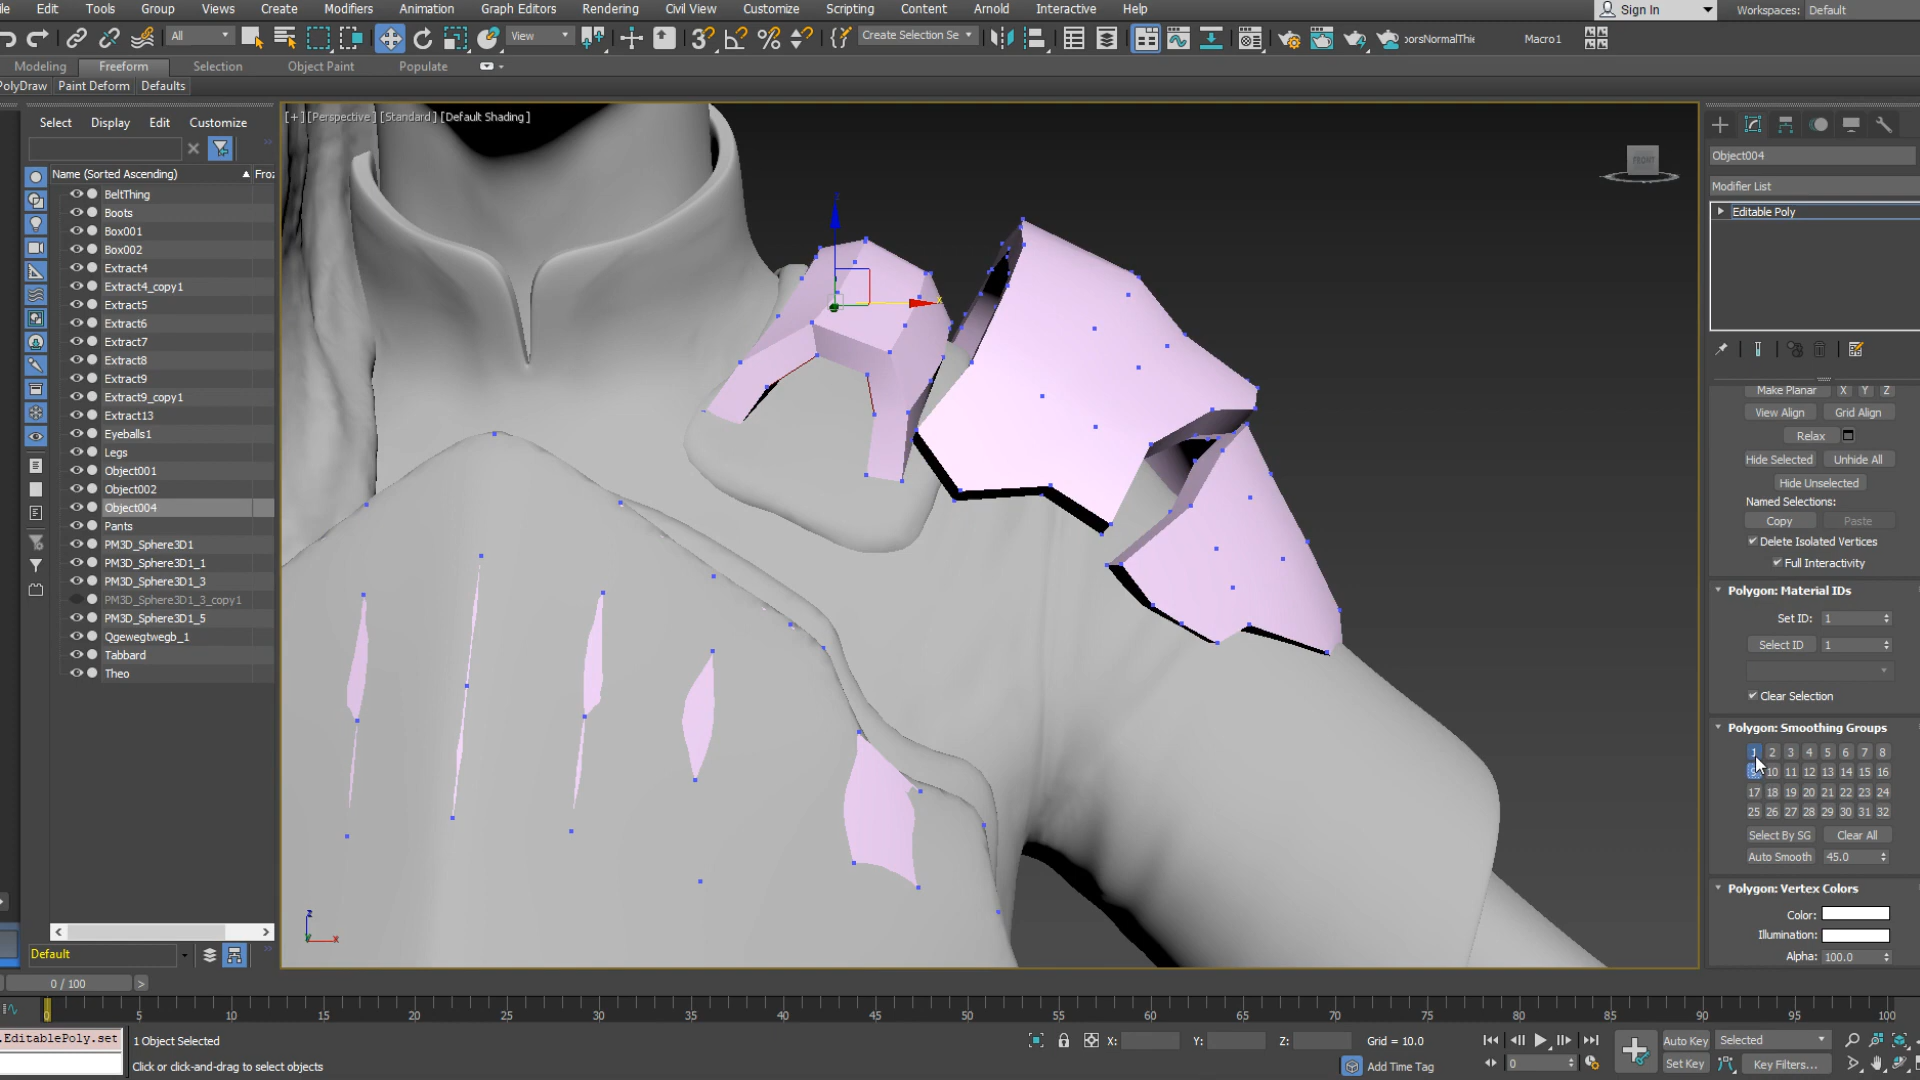 Edit Tools Group Views Create Modifiers Animation Graph Editors Rendering Civil View Customize Scripting Content Arnold Interactive Help Sign In Workspaces: Default
All View Create Selection Se Macro1
Modeling Freeform Selection Object Paint Populate
PolyDraw Paint Deform Defaults
Select Display Edit Customize
Name (Sorted Ascending) Fro
BeltThing
Boots
Box001
Box002
Extract4
Extract4_copy1
Extract5
Extract6
Extract7
Extract8
Extract9
Extract9_copy1
Extract13
Eyeballs1
Legs
Object001
Object002
Object004
Pants
PM3D_Sphere3D1
PM3D_Sphere3D1_1
PM3D_Sphere3D1_3
PM3D_Sphere3D1_3_copy1
PM3D_Sphere3D1_5
Qgewegtwegb_1
Tabbard
Theo
Default
[+] [Perspective ] [Standard ] [Default Shading ]
FRONT
z
x
z
x
Object004
Modifier List
Editable Poly
Make Planar X Y Z
View Align Grid Align
Relax
Hide Selected Unhide All
Hide Unselected
Named Selections:
Copy Paste
Delete Isolated Vertices
Full Interactivity
Polygon: Material IDs
Set ID: 1
Select ID 1
Clear Selection
Polygon: Smoothing Groups
1 2 3 4 5 6 7 8
9 10 11 12 13 14 15 16
17 18 19 20 21 22 23 24
25 26 27 28 29 30 31 32
Select By SG Clear All
Auto Smooth 45.0
Polygon: Vertex Colors
Color:
Illumination:
Alpha: 100.0
0 / 100 >
0 5 10 15 20 25 30 35 40 45 50 55 60 65 70 75 80 85 90 95 100
.EditablePoly.set
1 Object Selected
Click or click-and-drag to select objects
X: Y: Z: Grid = 10.0
Add Time Tag
0
Auto Key Selected
Set Key Key Filters...